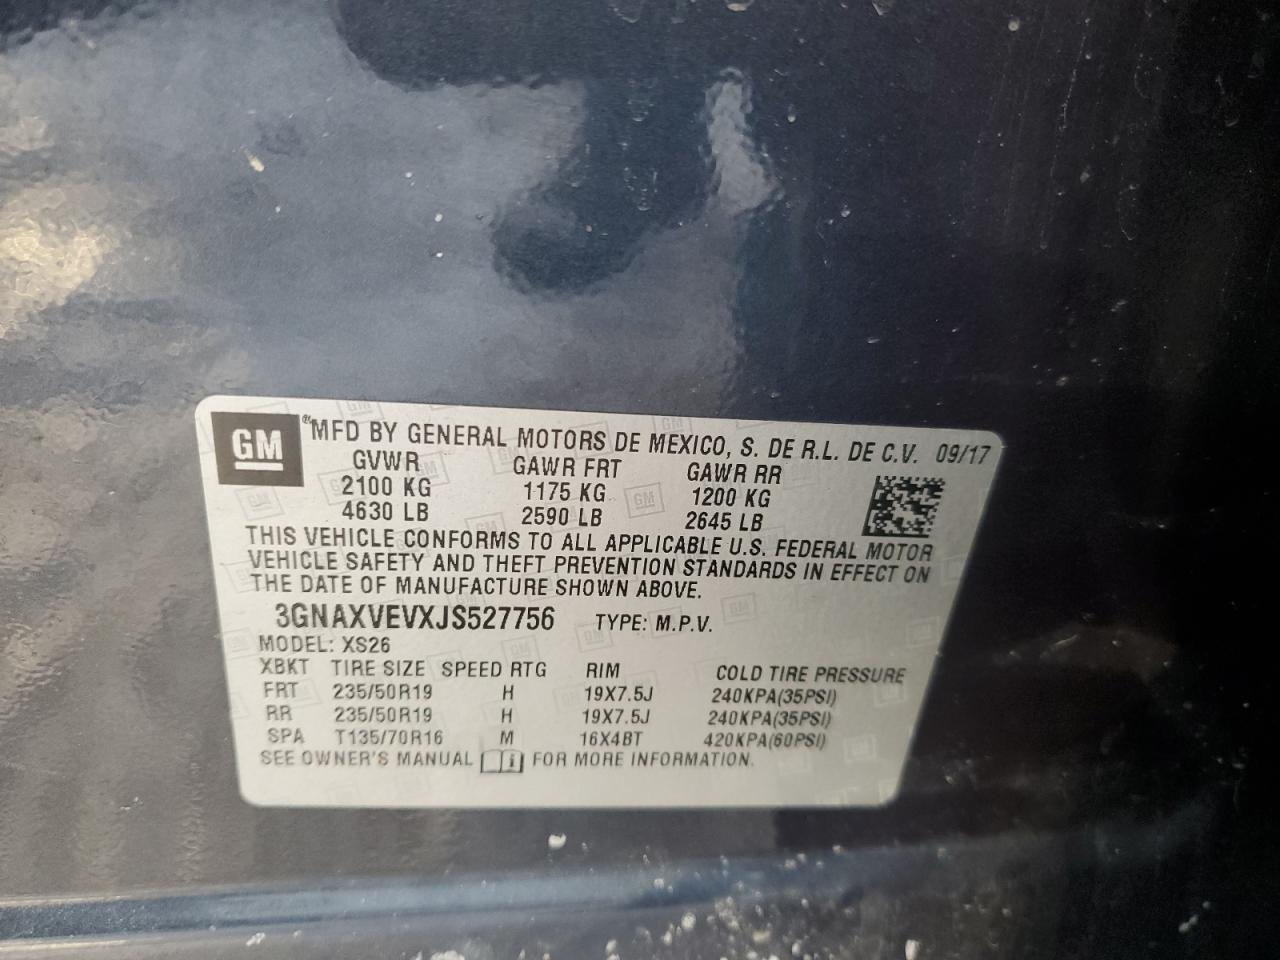 GM
MFD BY GENERAL MOTORS DE MEXICO, S. DE R.L. DE C.V. 09/17
GVWR GAWR FRT GAWR RR
2100 KG 1175 KG 1200 KG
4630 LB 2590 LB 2645 LB
THIS VEHICLE CONFORMS TO ALL APPLICABLE U.S. FEDERAL MOTOR
VEHICLE SAFETY AND THEFT PREVENTION STANDARDS IN EFFECT ON
THE DATE OF MANUFACTURE SHOWN ABOVE.
3GNAXVEVXJS527756 TYPE: M.P.V.
MODEL: XS26
XBKT TIRE SIZE SPEED RTG RIM COLD TIRE PRESSURE
FRT 235/50R19 H 19X7.5J 240KPA(35PSI)
RR 235/50R19 H 19X7.5J 240KPA(35PSI)
SPA T135/70R16 M 16X4BT 420KPA(60PSI)
SEE OWNER'S MANUAL i FOR MORE INFORMATION.